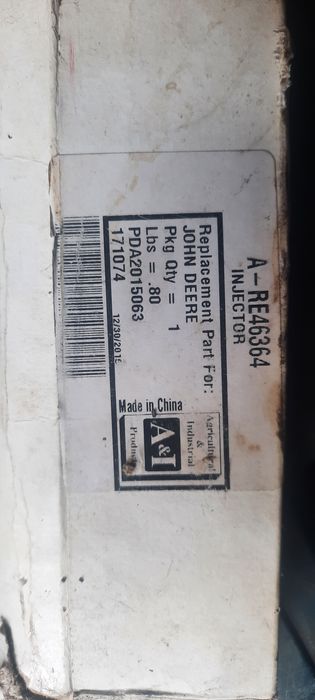 A-RE46364
INJECTOR
Replacement Part For:
JOHN DEERE
Pkg Qty = 1
Lbs = .80
PDA2015063
171074
12/30/2015
Made in China
Agricultural
&
Industrial
A&I
Products